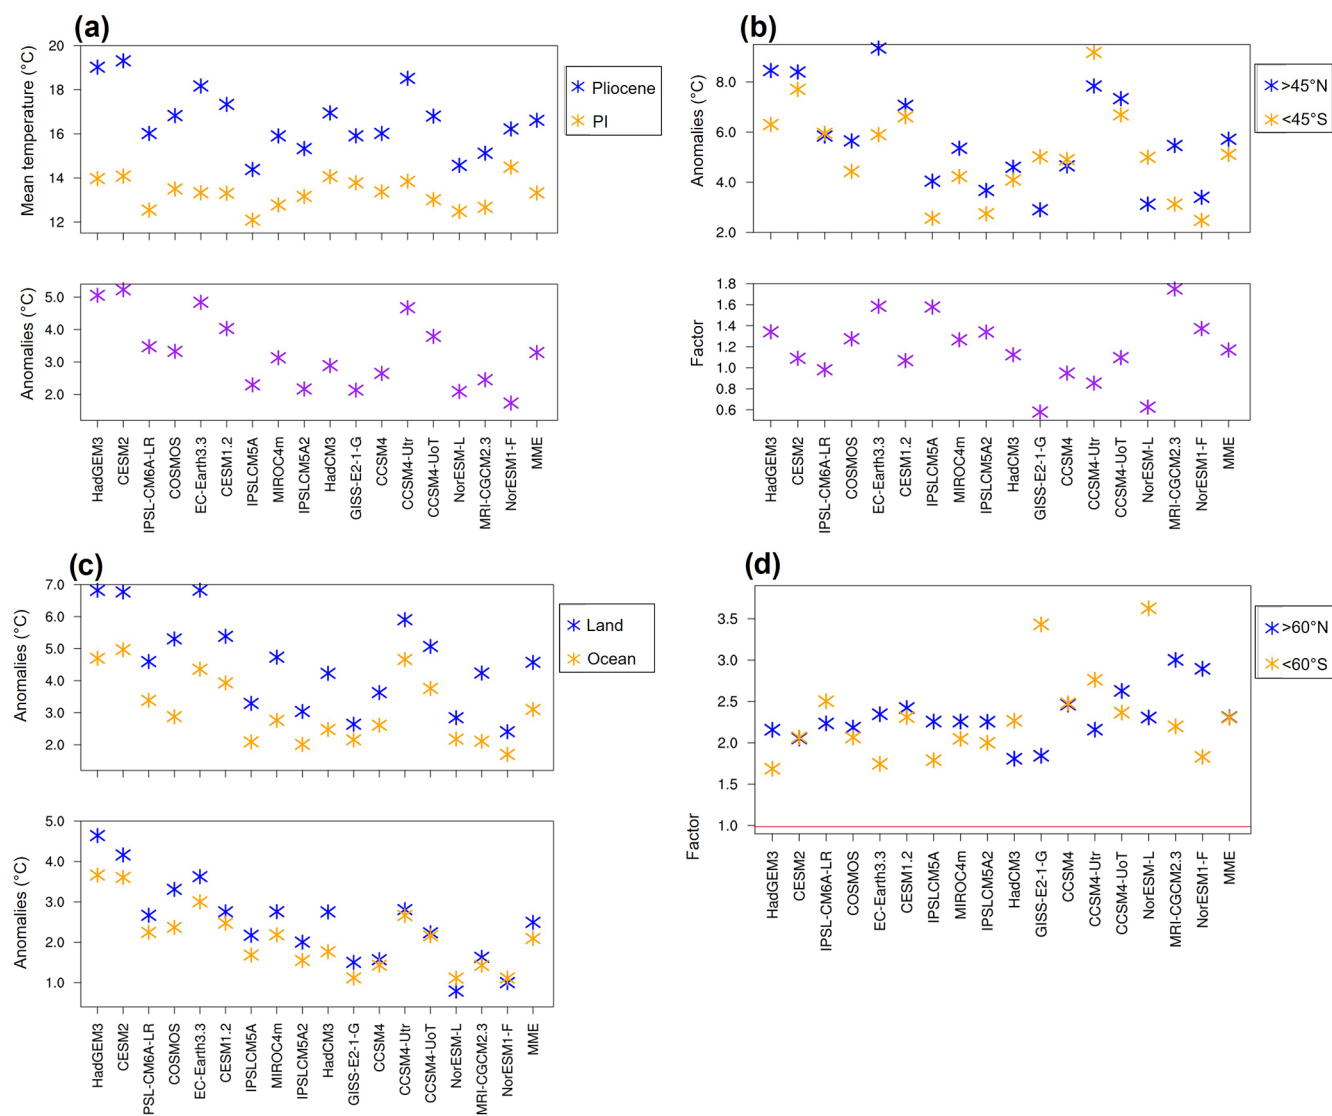 (a)
Mean temperature (°C)
20
18
16
14
12
Pliocene
PI
Anomalies (°C)
5.0
4.0
3.0
2.0
HadGEM3
CESM2
IPSL-CM6A-LR
COSMOS
EC-Earth3.3
CESM1.2
IPSLCM5A
MIROC4m
IPSLCM5A2
HadCM3
GISS-E2-1-G
CCSM4
CCSM4-Utr
CCSM4-UoT
NorESM-L
MRI-CGCM2.3
NorESM1-F
MME
(b)
Anomalies (°C)
8.0
6.0
4.0
2.0
>45°N
<45°S
Factor
1.8
1.6
1.4
1.2
1.0
0.8
0.6
HadGEM3
CESM2
IPSL-CM6A-LR
COSMOS
EC-Earth3.3
CESM1.2
IPSLCM5A
MIROC4m
IPSLCM5A2
HadCM3
GISS-E2-1-G
CCSM4
CCSM4-Utr
CCSM4-UoT
NorESM-L
MRI-CGCM2.3
NorESM1-F
MME
(c)
Anomalies (°C)
7.0
6.0
5.0
4.0
3.0
2.0
Land
Ocean
Anomalies (°C)
5.0
4.0
3.0
2.0
1.0
HadGEM3
CESM2
PSL-CM6A-LR
COSMOS
EC-Earth3.3
CESM1.2
IPSLCM5A
MIROC4m
IPSLCM5A2
HadCM3
GISS-E2-1-G
CCSM4
CCSM4-Utr
CCSM4-UoT
NorESM-L
MRI-CGCM2.3
NorESM1-F
MME
(d)
Factor
3.5
3.0
2.5
2.0
1.5
1.0
>60°N
<60°S
HadGEM3
CESM2
IPSL-CM6A-LR
COSMOS
EC-Earth3.3
CESM1.2
IPSLCM5A
MIROC4m
IPSLCM5A2
HadCM3
GISS-E2-1-G
CCSM4
CCSM4-Utr
CCSM4-UoT
NorESM-L
MRI-CGCM2.3
NorESM1-F
MME